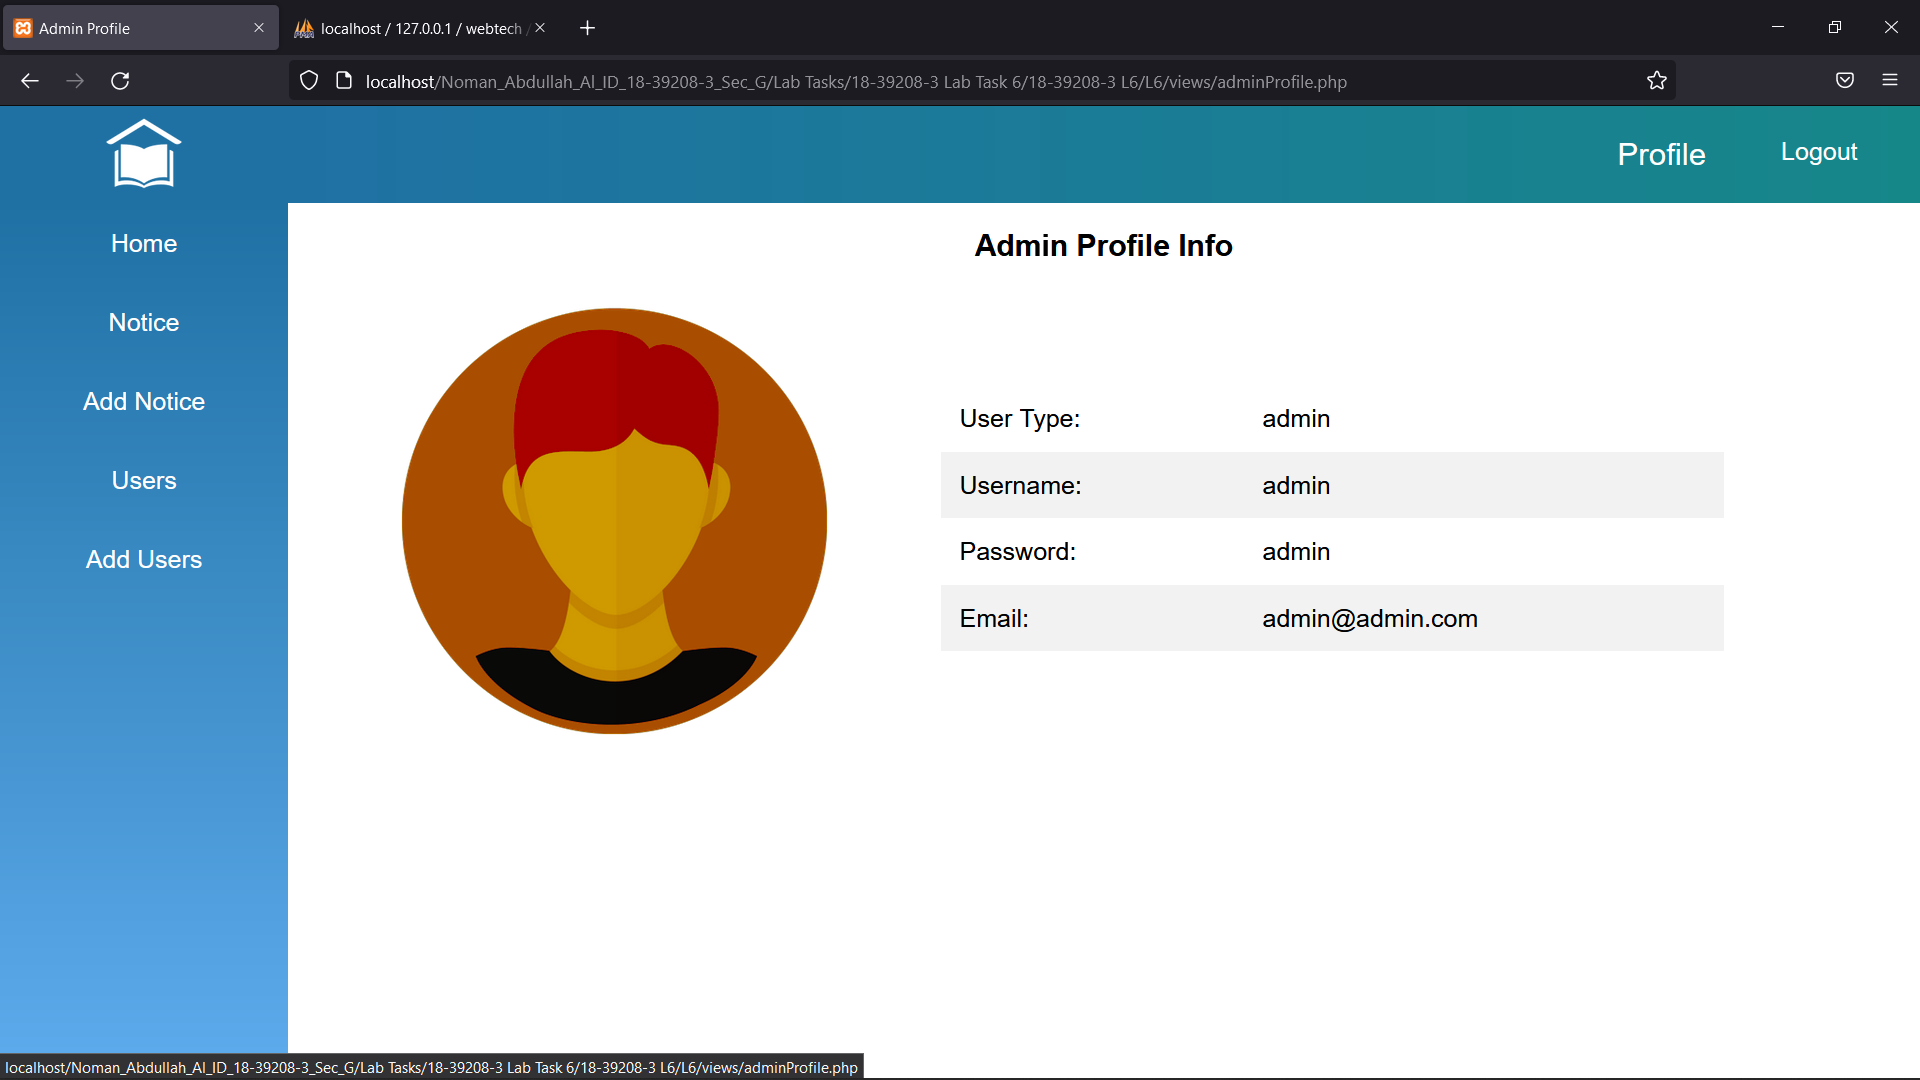 Admin Profile
localhost / 127.0.0.1 / webtech /
localhost/Noman_Abdullah_Al_ID_18-39208-3_Sec_G/Lab Tasks/18-39208-3 Lab Task 6/18-39208-3 L6/L6/views/adminProfile.php
Profile
Logout
Home
Notice
Add Notice
Users
Add Users
Admin Profile Info
User Type: admin
Username: admin
Password: admin
Email: admin@admin.com
localhost/Noman_Abdullah_Al_ID_18-39208-3_Sec_G/Lab Tasks/18-39208-3 Lab Task 6/18-39208-3 L6/L6/views/adminProfile.php